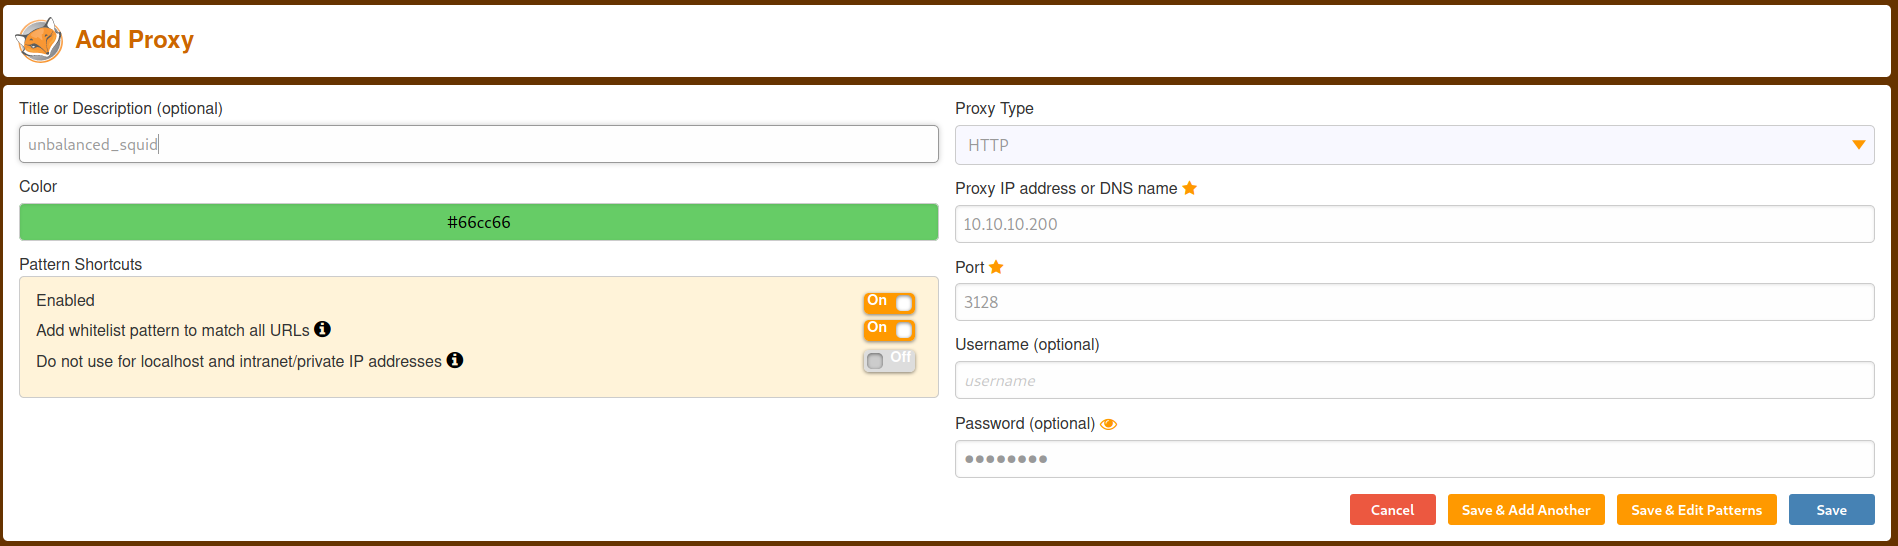 Add Proxy
Title or Description (optional)
unbalanced_squid
Color
#66cc66
Pattern Shortcuts
Enabled
On
Add whitelist pattern to match all URLs
On
Do not use for localhost and intranet/private IP addresses
Off
Proxy Type
HTTP
Proxy IP address or DNS name
10.10.10.200
Port
3128
Username (optional)
username
Password (optional)
●●●●●●●●
Cancel
Save & Add Another
Save & Edit Patterns
Save